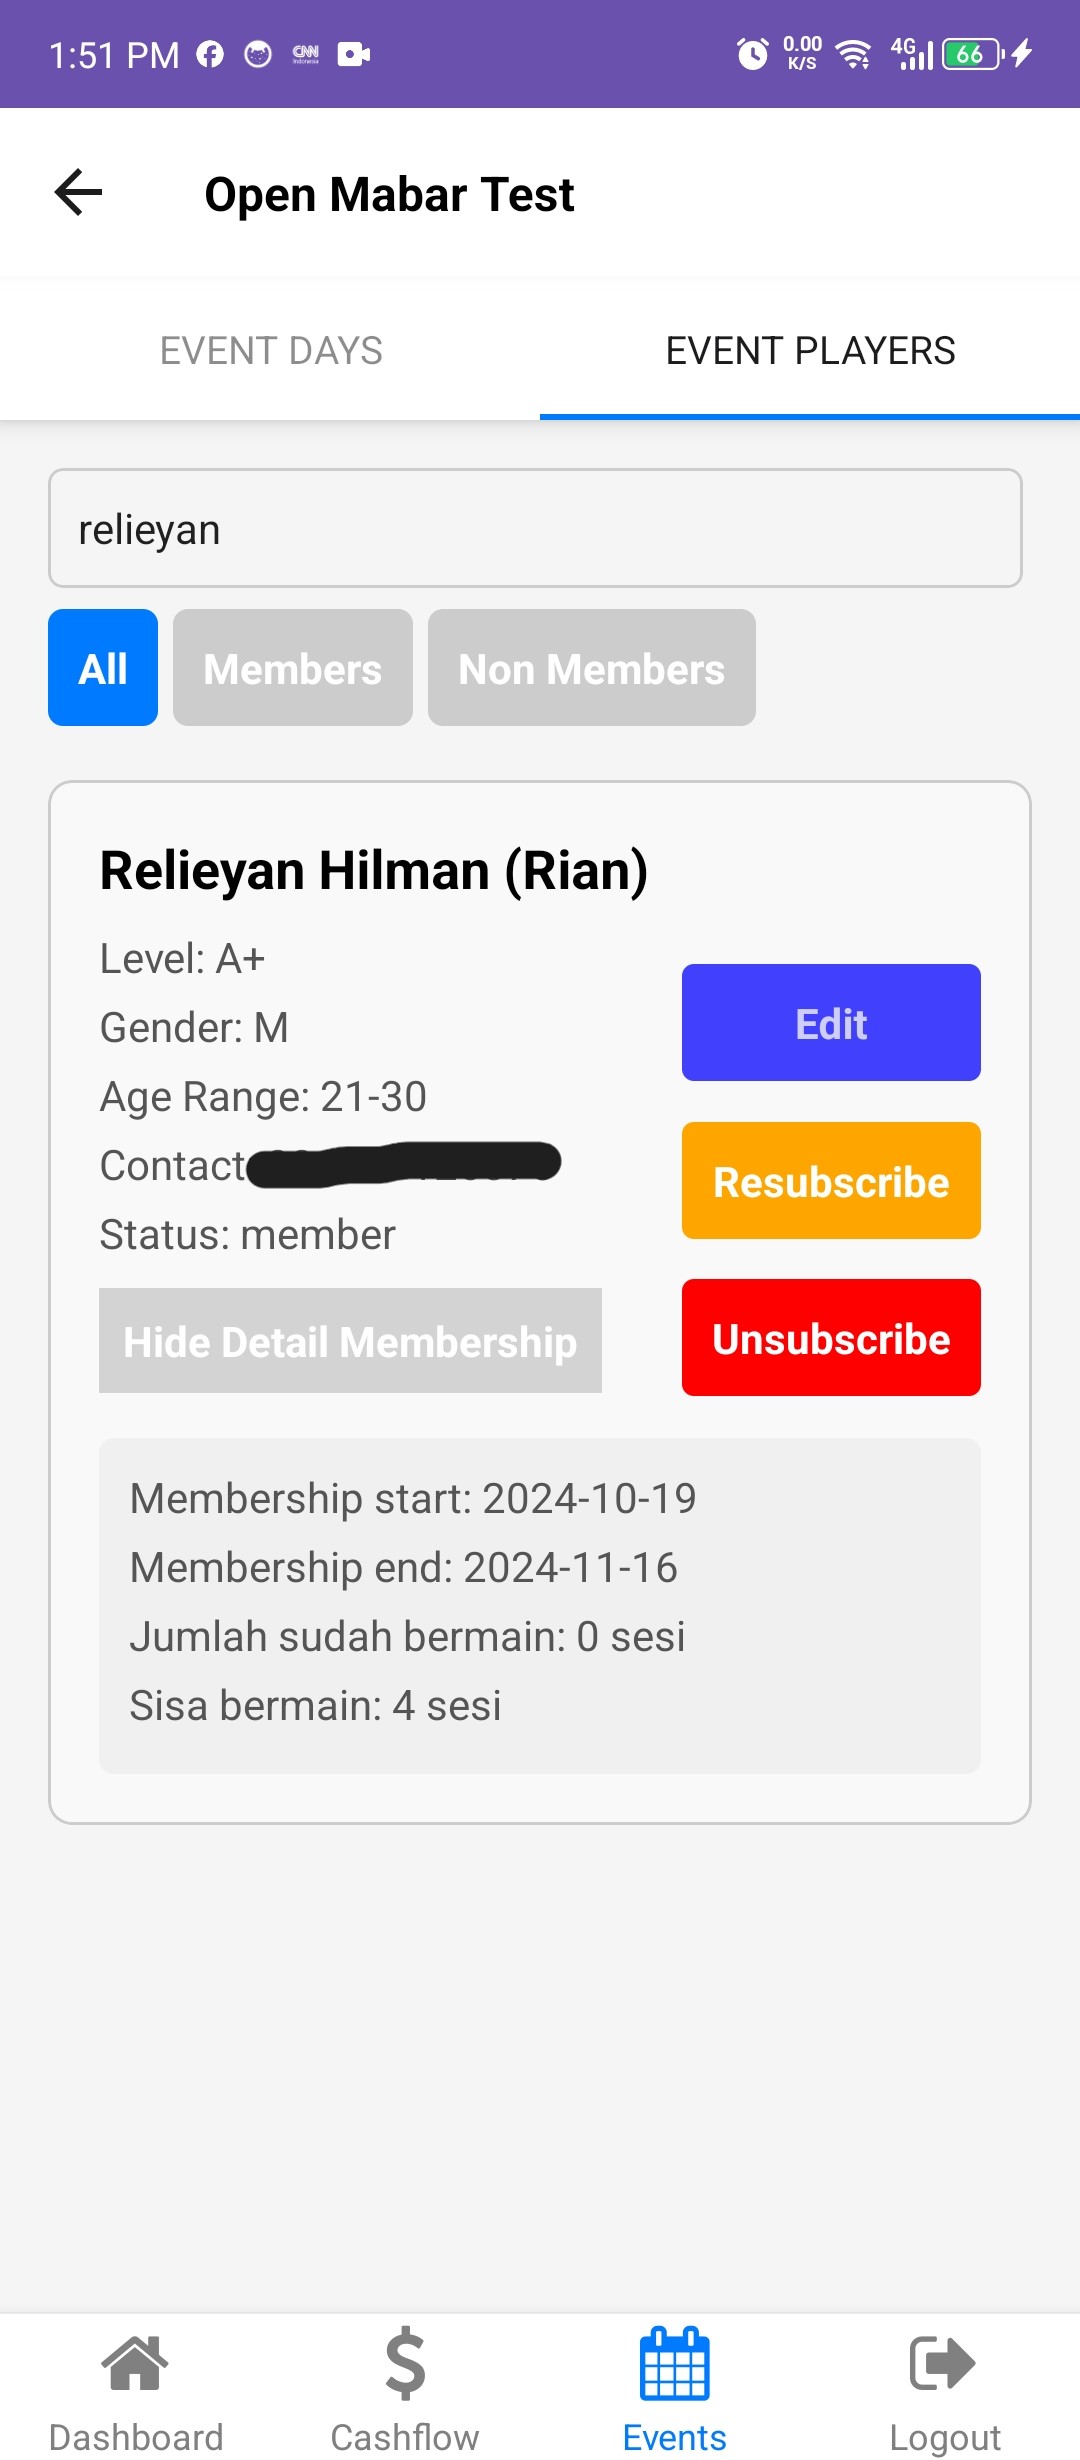 1:51 PM
CNN
Indonesia
0.00
K/S
4G
66
Open Mabar Test
EVENT DAYS
EVENT PLAYERS
relieyan
All
Members
Non Members
Relieyan Hilman (Rian)
Level: A+
Gender: M
Age Range: 21-30
Contact
Status: member
Hide Detail Membership
Edit
Resubscribe
Unsubscribe
Membership start: 2024-10-19
Membership end: 2024-11-16
Jumlah sudah bermain: 0 sesi
Sisa bermain: 4 sesi
Dashboard
Cashflow
Events
Logout